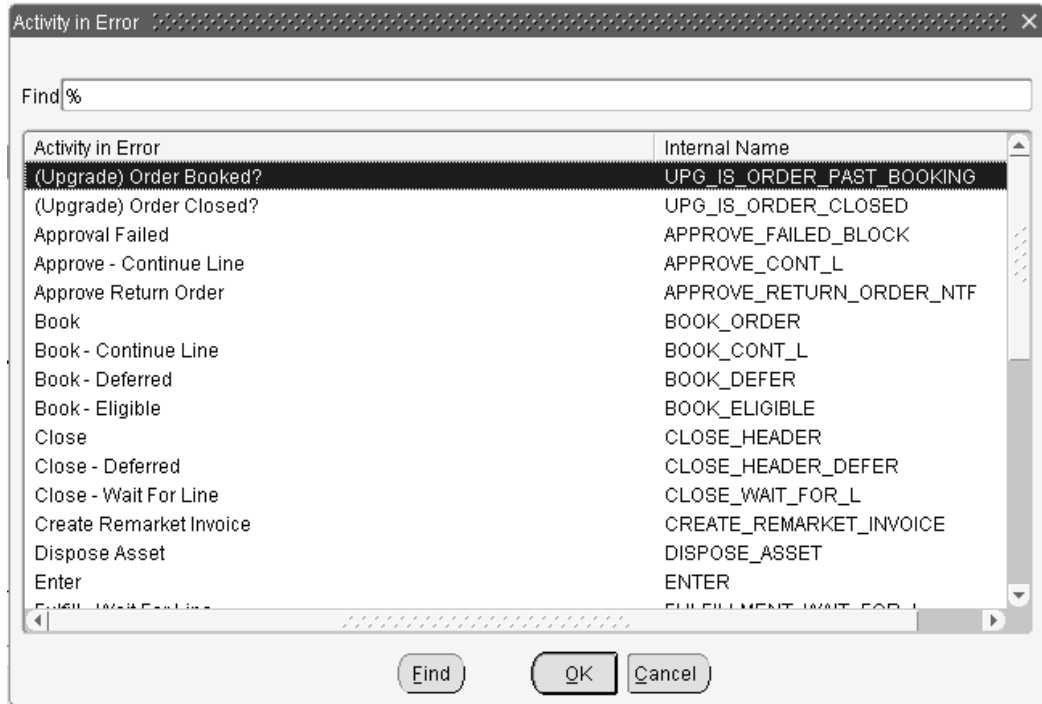 Activity in Error
Find %
Activity in Error Internal Name
(Upgrade) Order Booked? UPG_IS_ORDER_PAST_BOOKING
(Upgrade) Order Closed? UPG_IS_ORDER_CLOSED
Approval Failed APPROVE_FAILED_BLOCK
Approve - Continue Line APPROVE_CONT_L
Approve Return Order APPROVE_RETURN_ORDER_NTF
Book BOOK_ORDER
Book - Continue Line BOOK_CONT_L
Book - Deferred BOOK_DEFER
Book - Eligible BOOK_ELIGIBLE
Close CLOSE_HEADER
Close - Deferred CLOSE_HEADER_DEFER
Close - Wait For Line CLOSE_WAIT_FOR_L
Create Remarket Invoice CREATE_REMARKET_INVOICE
Dispose Asset DISPOSE_ASSET
Enter ENTER
Find OK Cancel